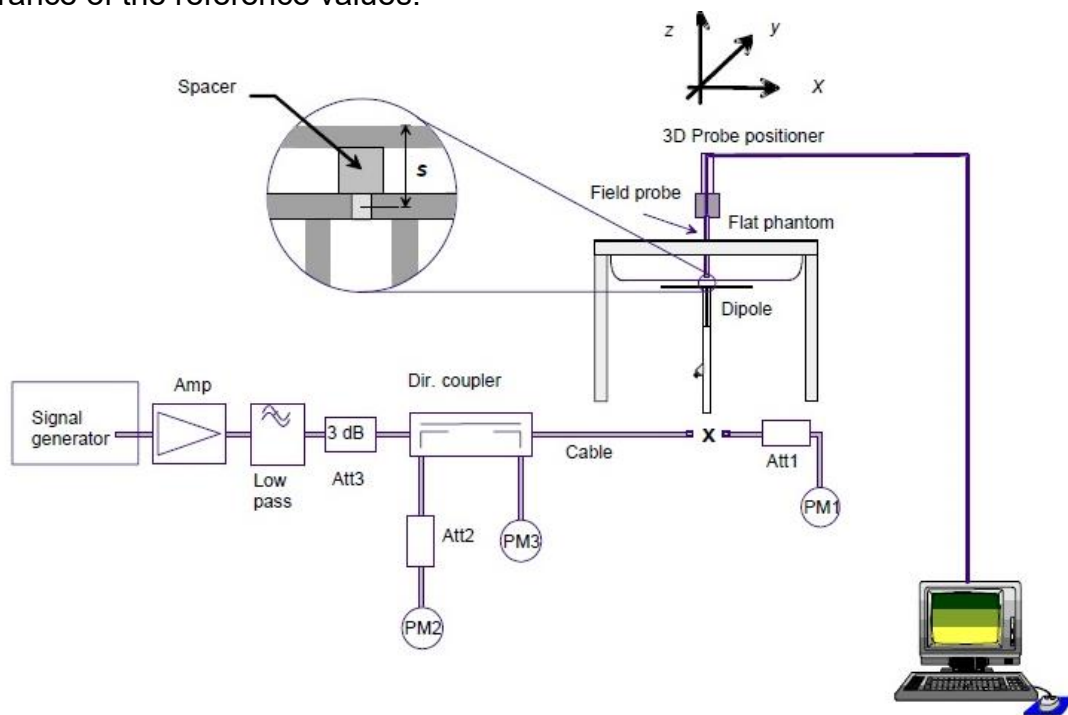 rance of the reference values.
z
y
X
Spacer
s
3D Probe positioner
Field probe
Flat phantom
Dipole
Signal
generator
Amp
Low
pass
3 dB
Att3
Dir. coupler
Cable
X
Att1
PM1
Att2
PM3
PM2